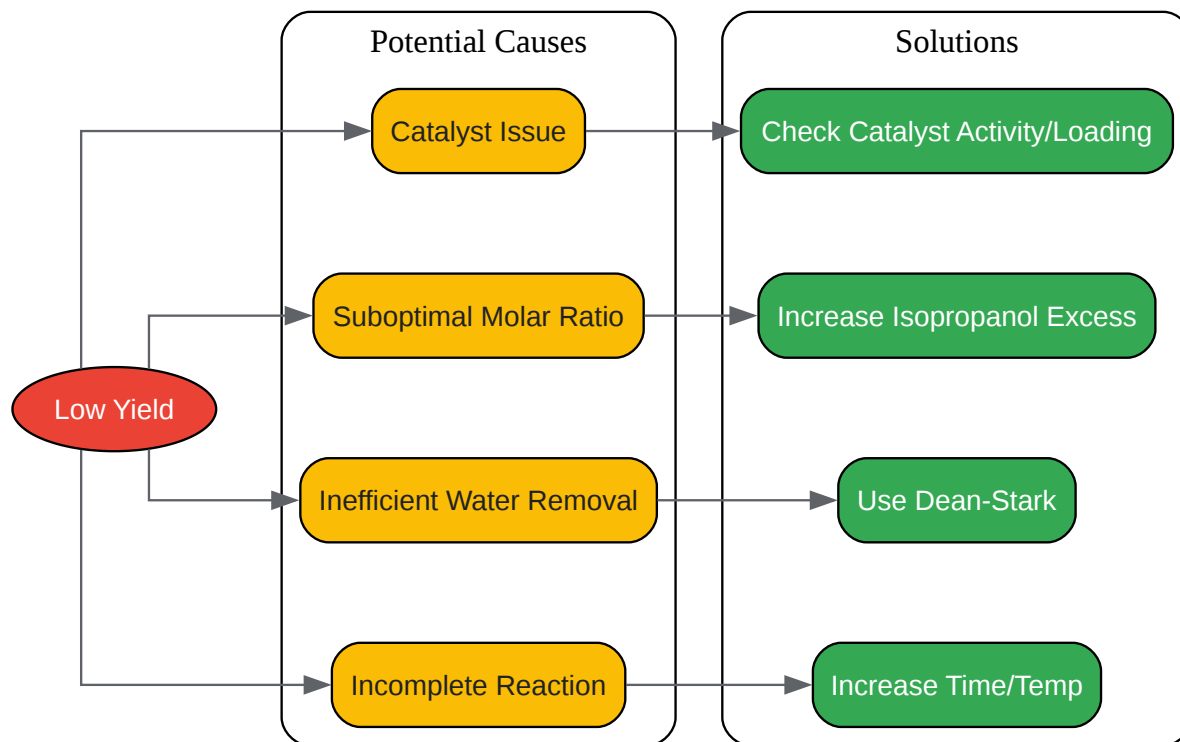 Potential Causes
Solutions
Catalyst Issue
Check Catalyst Activity/Loading
Suboptimal Molar Ratio
Increase Isopropanol Excess
Low Yield
Inefficient Water Removal
Use Dean-Stark
Incomplete Reaction
Increase Time/Temp